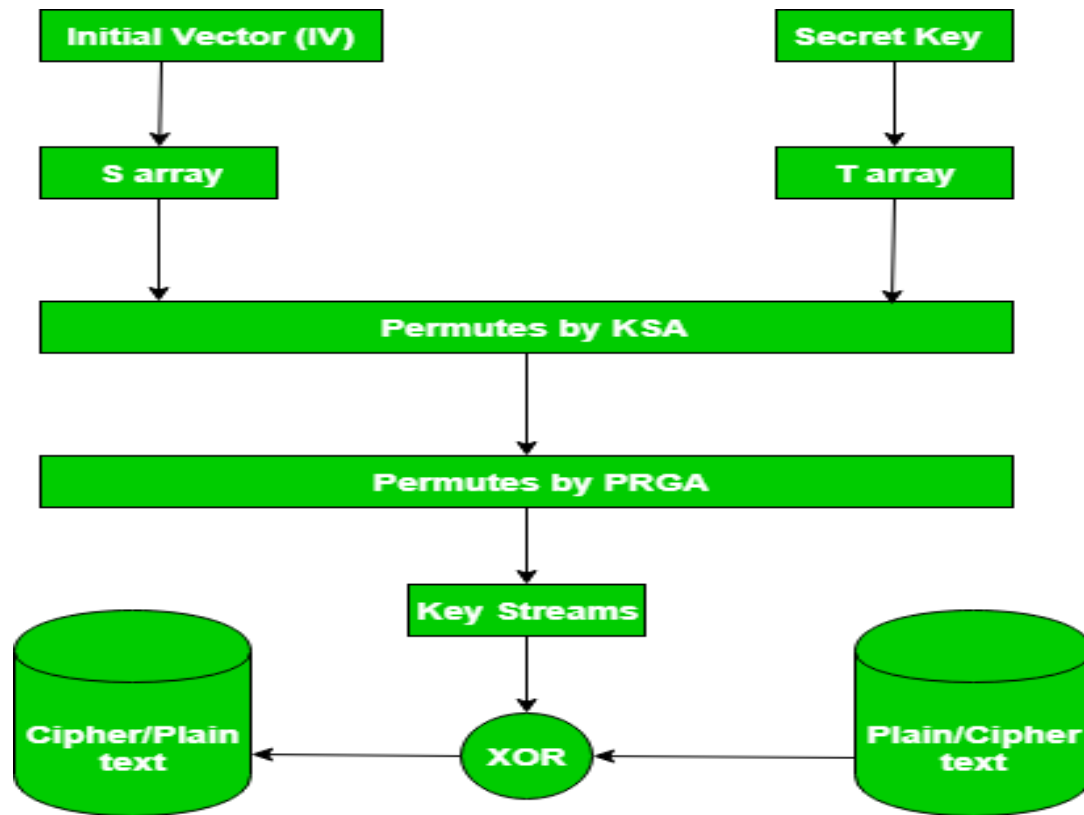 Initial Vector (IV)
Secret Key
S array
T array
Permutes by KSA
Permutes by PRGA
Key Streams
Cipher/Plain
text
XOR
Plain/Cipher
text